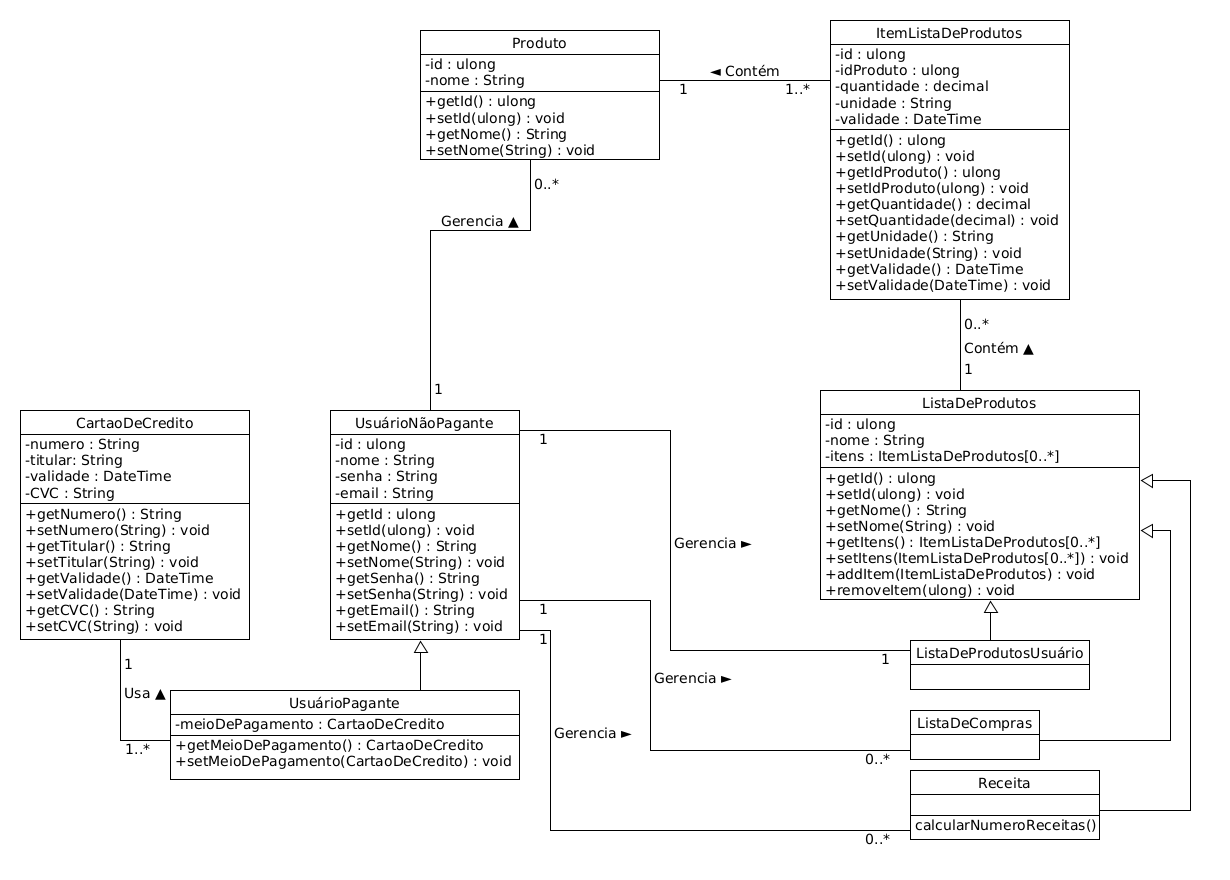 Produto
-id : ulong
-nome : String
+getId() : ulong
+setId(ulong) : void
+getNome() : String
+setNome(String) : void
◄ Contém
1
1..*
ItemListaDeProdutos
-id : ulong
-idProduto : ulong
-quantidade : decimal
-unidade : String
-validade : DateTime
+getId() : ulong
+setId(ulong) : void
+getIdProduto() : ulong
+setIdProduto(ulong) : void
+getQuantidade() : decimal
+setQuantidade(decimal) : void
+getUnidade() : String
+setUnidade(String) : void
+getValidade() : DateTime
+setValidade(DateTime) : void
0..*
Gerencia ▲
1
0..*
Contém ▲
1
CartaoDeCredito
-numero : String
-titular: String
-validade : DateTime
-CVC : String
+getNumero() : String
+setNumero(String) : void
+getTitular() : String
+setTitular(String) : void
+getValidade() : DateTime
+setValidade(DateTime) : void
+getCVC() : String
+setCVC(String) : void
UsuárioNãoPagante
-id : ulong
-nome : String
-senha : String
-email : String
+getId : ulong
+setId(ulong) : void
+getNome() : String
+setNome(String) : void
+getSenha() : String
+setSenha(String) : void
+getEmail() : String
+setEmail(String) : void
ListaDeProdutos
-id : ulong
-nome : String
-itens : ItemListaDeProdutos[0..*]
+getId() : ulong
+setId(ulong) : void
+getNome() : String
+setNome(String) : void
+getItens() : ItemListaDeProdutos[0..*]
+setItens(ItemListaDeProdutos[0..*]) : void
+addItem(ItemListaDeProdutos) : void
+removeItem(ulong) : void
1
Gerencia ►
1
1
Gerencia ►
0..*
1
Gerencia ►
0..*
1
Usa ▲
1..*
UsuárioPagante
-meioDePagamento : CartaoDeCredito
+getMeioDePagamento() : CartaoDeCredito
+setMeioDePagamento(CartaoDeCredito) : void
ListaDeProdutosUsuário
ListaDeCompras
Receita
calcularNumeroReceitas()